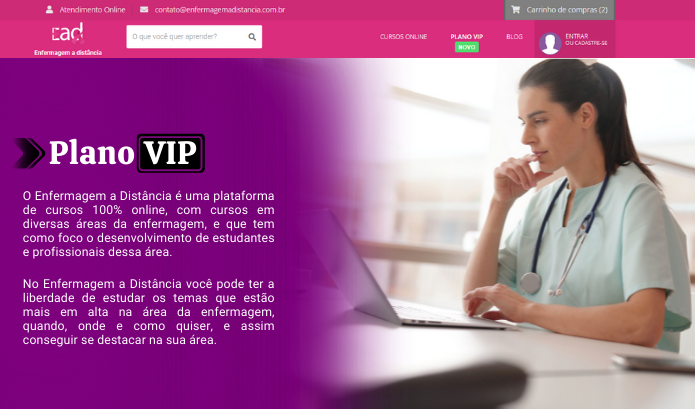 Atendimento Online
contato@enfermagemadistancia.com.br
Carrinho de compras (2)
ead
Enfermagem a distância
O que você quer aprender?
CURSOS ONLINE
PLANO VIP
NOVO
BLOG
ENTRAR
OU CADASTRE-SE
Plano VIP
O Enfermagem a Distância é uma plataforma
de cursos 100% online, com cursos em
diversas áreas da enfermagem, e que tem
como foco o desenvolvimento de estudantes
e profissionais dessa área.
No Enfermagem a Distância você pode ter a
liberdade de estudar os temas que estão
mais em alta na área da enfermagem,
quando, onde e como quiser, e assim
conseguir se destacar na sua área.